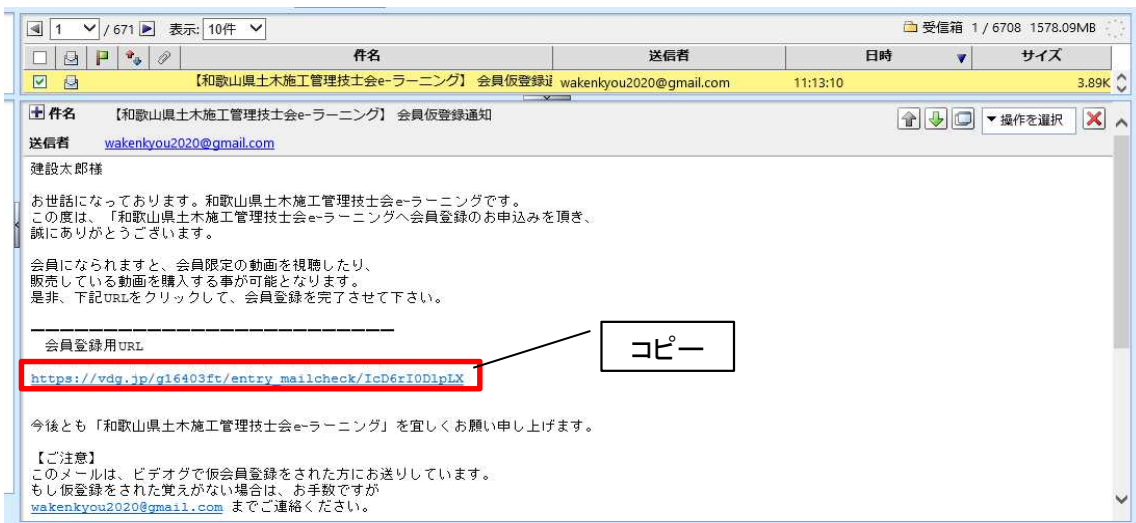 1 / 671 表示: 10件 受信箱 1 / 6708 1578.09MB
件名 送信者 日時 サイズ
【和歌山県土木施工管理技士会e-ラーニング】 会員仮登録通 wakenkyou2020@gmail.com 11:13:10 3.89K
件名 【和歌山県土木施工管理技士会e-ラーニング】 会員仮登録通知 操作を選択
送信者 wakenkyou2020@gmail.com
建設太郎様
お世話になっております。和歌山県土木施工管理技士会e-ラーニングです。
この度は、「和歌山県土木施工管理技士会e-ラーニングへ会員登録のお申込みを頂き、
誠にありがとうございます。
会員になられますと、会員限定の動画を視聴したり、
販売している動画を購入する事が可能となります。
是非、下記URLをクリックして、会員登録を完了させて下さい。
会員登録用URL
コピー
https://vdg.jp/g16403ft/entry_mailcheck/IcD6rI0DlpLX
今後とも「和歌山県土木施工管理技士会e-ラーニング」を宜しくお願い申し上げます。
【ご注意】
このメールは、ビデオグで仮会員登録をされた方にお送りしています。
もし仮登録をされた覚えがない場合は、お手数ですが
wakenkyou2020@gmail.com までご連絡ください。